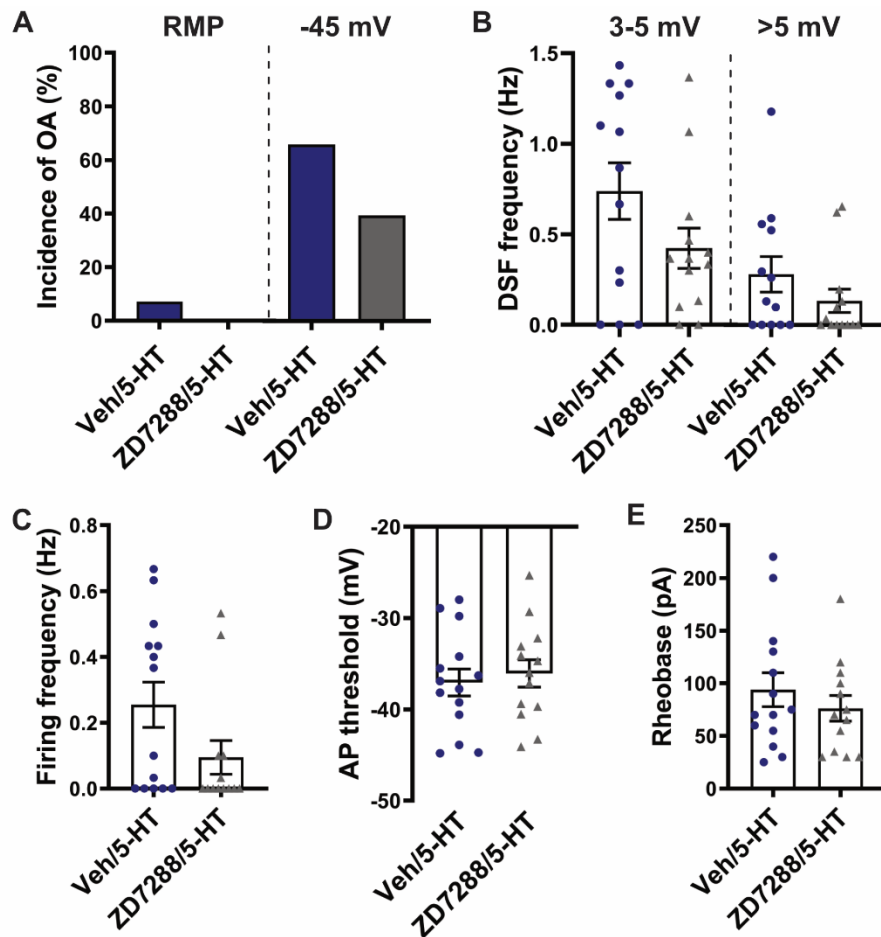 A
RMP
-45 mV
Incidence of OA (%)
100
80
60
40
20
0
Veh/5-HT
ZD7288/5-HT
Veh/5-HT
ZD7288/5-HT
B
3-5 mV
>5 mV
DSF frequency (Hz)
1.5
1.0
0.5
0.0
Veh/5-HT
ZD7288/5-HT
Veh/5-HT
ZD7288/5-HT
C
Firing frequency (Hz)
0.8
0.6
0.4
0.2
0.0
Veh/5-HT
ZD7288/5-HT
D
AP threshold (mV)
-20
-30
-40
-50
Veh/5-HT
ZD7288/5-HT
E
Rheobase (pA)
250
200
150
100
50
0
Veh/5-HT
ZD7288/5-HT